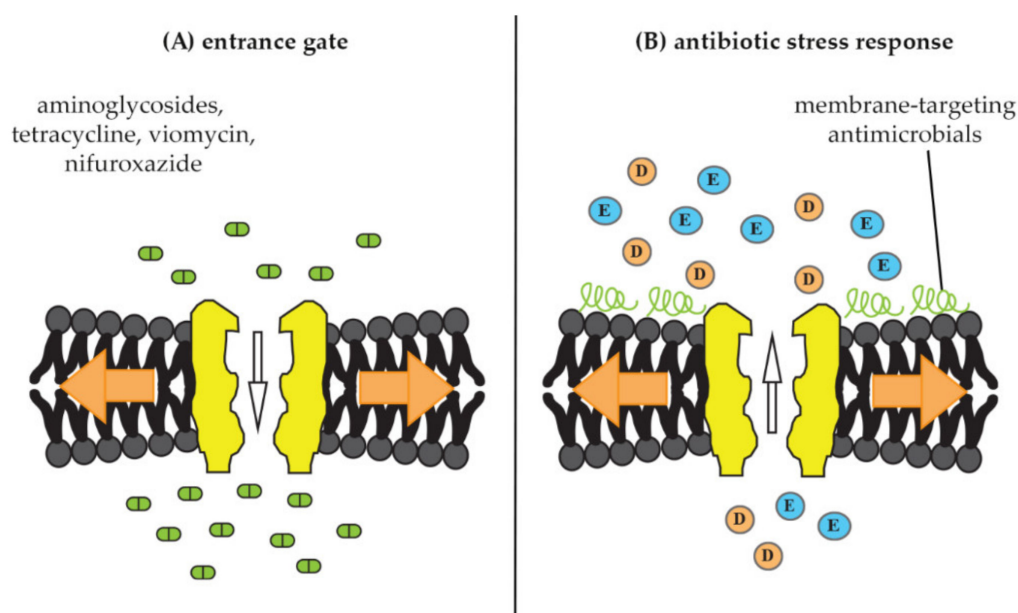 (A) entrance gate
aminoglycosides,
tetracycline, viomycin,
nifuroxazide
(B) antibiotic stress response
membrane-targeting
antimicrobials
D
E
E
D
E
E
E
D
D
D
E
E
D
E
D